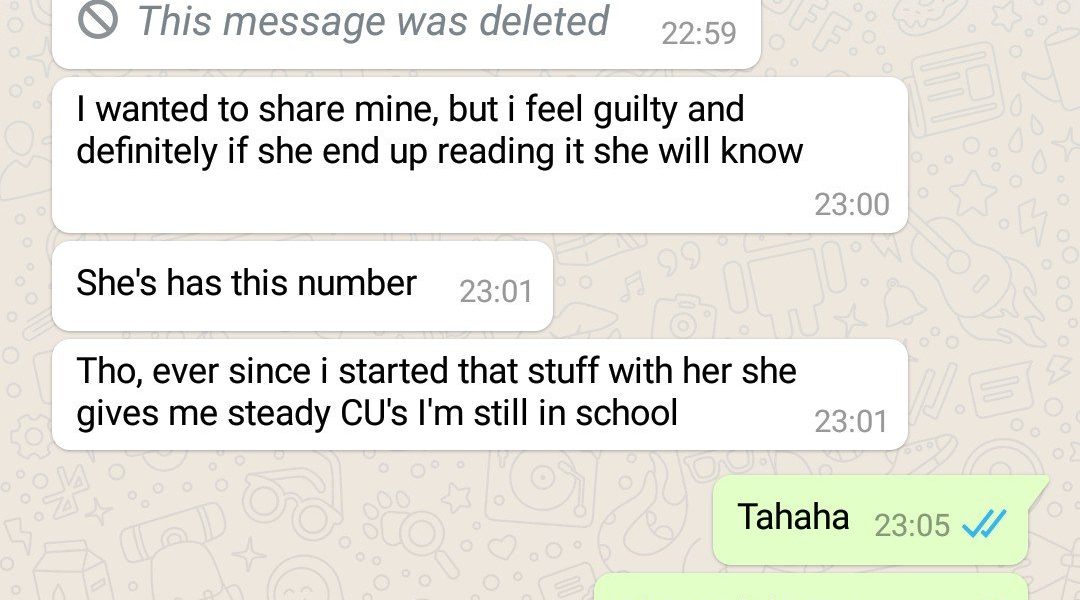 This message was deleted 22:59
I wanted to share mine, but i feel guilty and
definitely if she end up reading it she will know
23:00
She's has this number 23:01
Tho, ever since i started that stuff with her she
gives me steady CU's I'm still in school 23:01
Tahaha 23:05